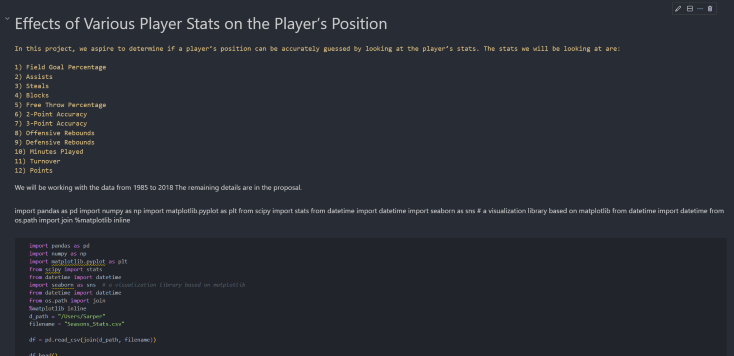 Effects of Various Player Stats on the Player's Position
In this project, we aspire to determine if a player's position can be accurately guessed by looking at the player's stats. The stats we will be looking at are:
1) Field Goal Percentage
2) Assists
3) Steals
4) Blocks
5) Free Throw Percentage
6) 2-Point Accuracy
7) 3-Point Accuracy
8) Offensive Rebounds
9) Defensive Rebounds
10) Minutes Played
11) Turnover
12) Points
We will be working with the data from 1985 to 2018 The remaining details are in the proposal.
import pandas as pd import numpy as np import matplotlib.pyplot as plt from scipy import stats from datetime import datetime import seaborn as sns # a visualization library based on matplotlib from datetime import datetime from
os.path import join %matplotlib inline
import pandas as pd
import numpy as np
import matplotlib.pyplot as plt
from scipy import stats
from datetime import datetime
import seaborn as sns # a visualization library based on matplotlib
from datetime import datetime
from os.path import join
%matplotlib inline
d_path = "/Users/Sarper"
filename = "Seasons_Stats.csv"
df = pd.read_csv(join(d_path, filename))
df.head()